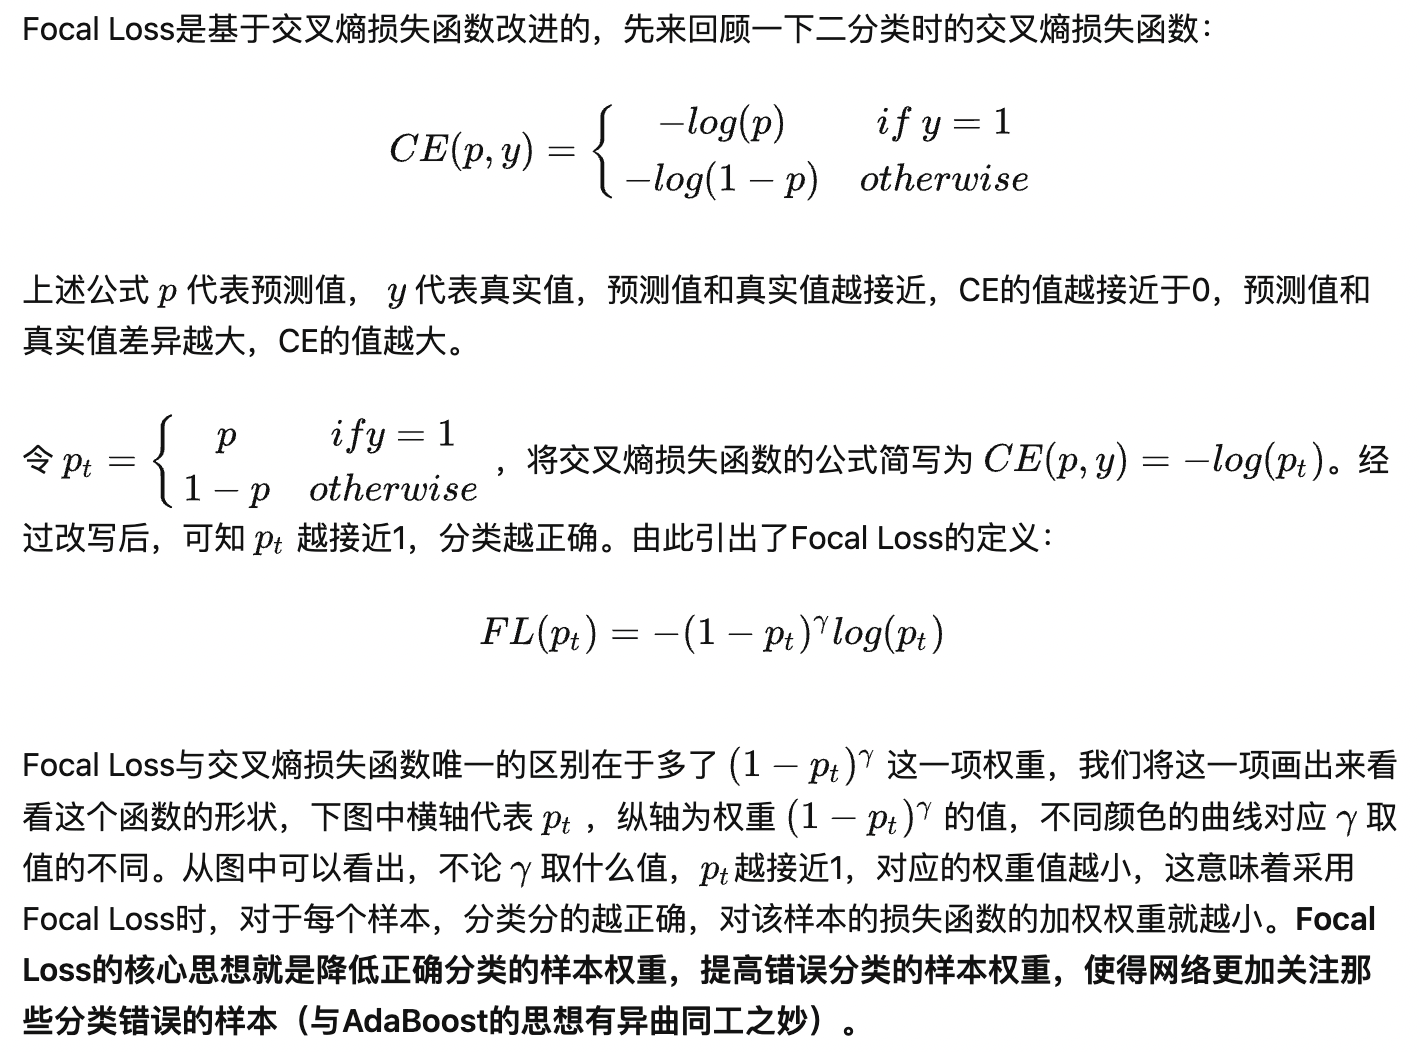 Focal Loss是基于交叉熵损失函数改进的，先来回顾一下二分类时的交叉熵损失函数：
CE(p, y) = { −log(p) if y = 1
−log(1 − p) otherwise
上述公式 p 代表预测值， y 代表真实值，预测值和真实值越接近，CE的值越接近于0，预测值和
真实值差异越大，CE的值越大。
令 p_t = { p ify = 1
1 − p otherwise ，将交叉熵损失函数的公式简写为 CE(p, y) = −log(p_t)。经
过改写后，可知 p_t 越接近1，分类越正确。由此引出了Focal Loss的定义：
FL(p_t) = −(1 − p_t)^γ log(p_t)
Focal Loss与交叉熵损失函数唯一的区别在于多了 (1 − p_t)^γ 这一项权重，我们将这一项画出来看
看这个函数的形状，下图中横轴代表 p_t ，纵轴为权重 (1 − p_t)^γ 的值，不同颜色的曲线对应 γ 取
值的不同。从图中可以看出，不论 γ 取什么值，p_t 越接近1，对应的权重值越小，这意味着采用
Focal Loss时，对于每个样本，分类分的越正确，对该样本的损失函数的加权权重就越小。Focal
Loss的核心思想就是降低正确分类的样本权重，提高错误分类的样本权重，使得网络更加关注那
些分类错误的样本（与AdaBoost的思想有异曲同工之妙）。